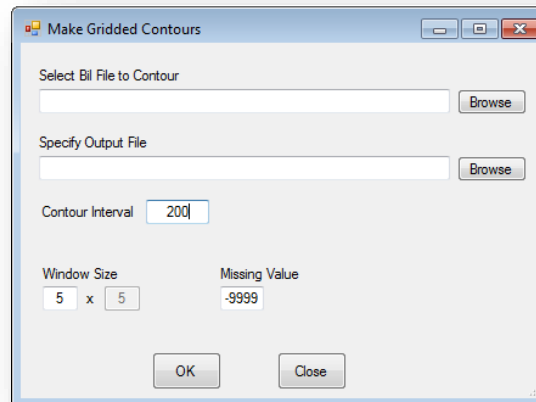 Make Gridded Contours
Select Bil File to Contour
Browse
Specify Output File
Browse
Contour Interval 200
Window Size Missing Value
5 x 5 -9999
OK Close